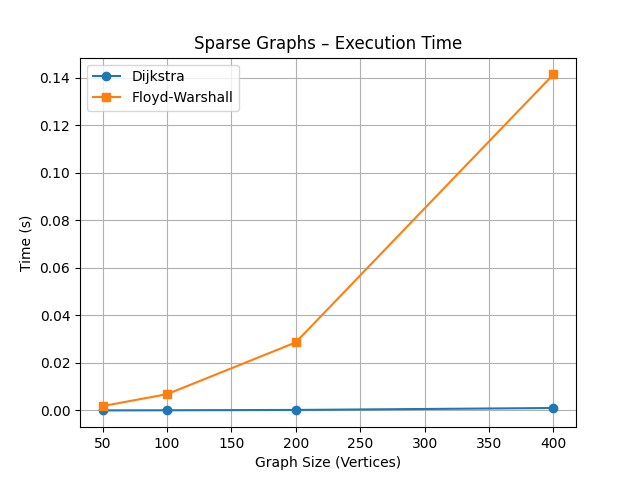 Sparse Graphs – Execution Time
Dijkstra
Floyd-Warshall
Time (s)
0.14
0.12
0.10
0.08
0.06
0.04
0.02
0.00
50 100 150 200 250 300 350 400
Graph Size (Vertices)